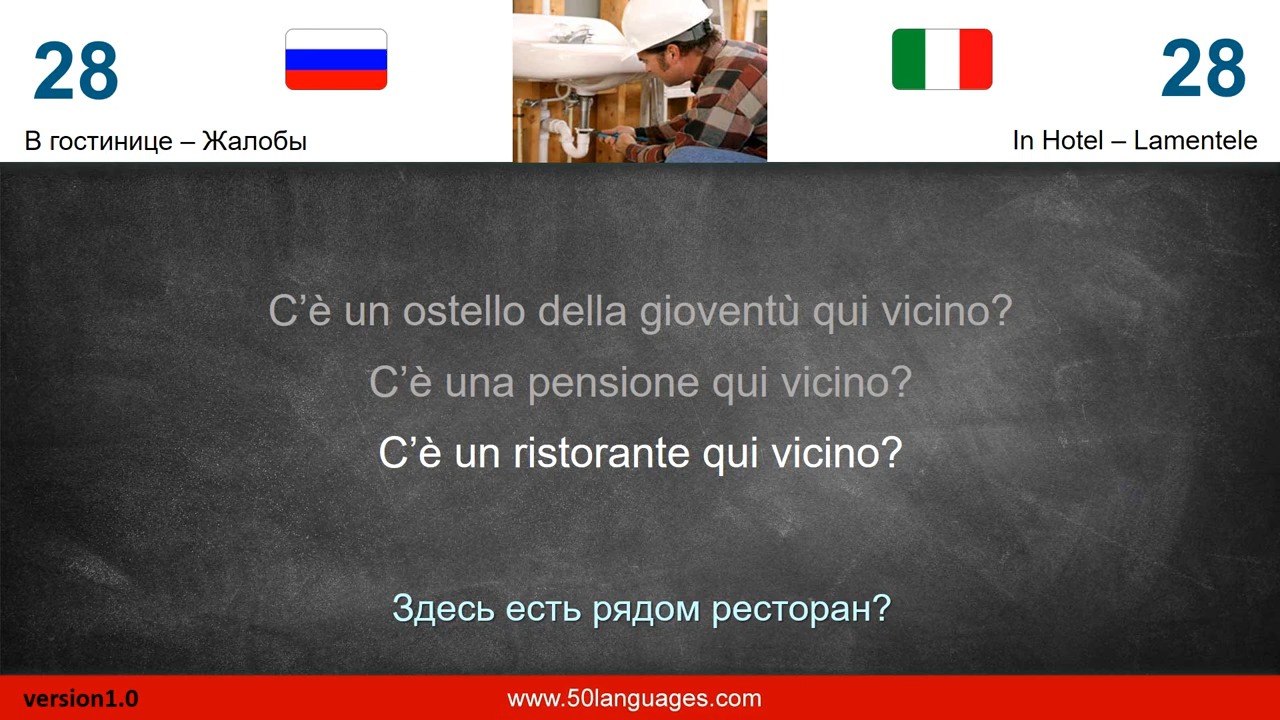 28
28
В гостинице – Жалобы
In Hotel – Lamentele
C’è un ostello della gioventù qui vicino?
C’è una pensione qui vicino?
C’è un ristorante qui vicino?
Здесь есть рядом ресторан?
version1.0
www.50languages.com